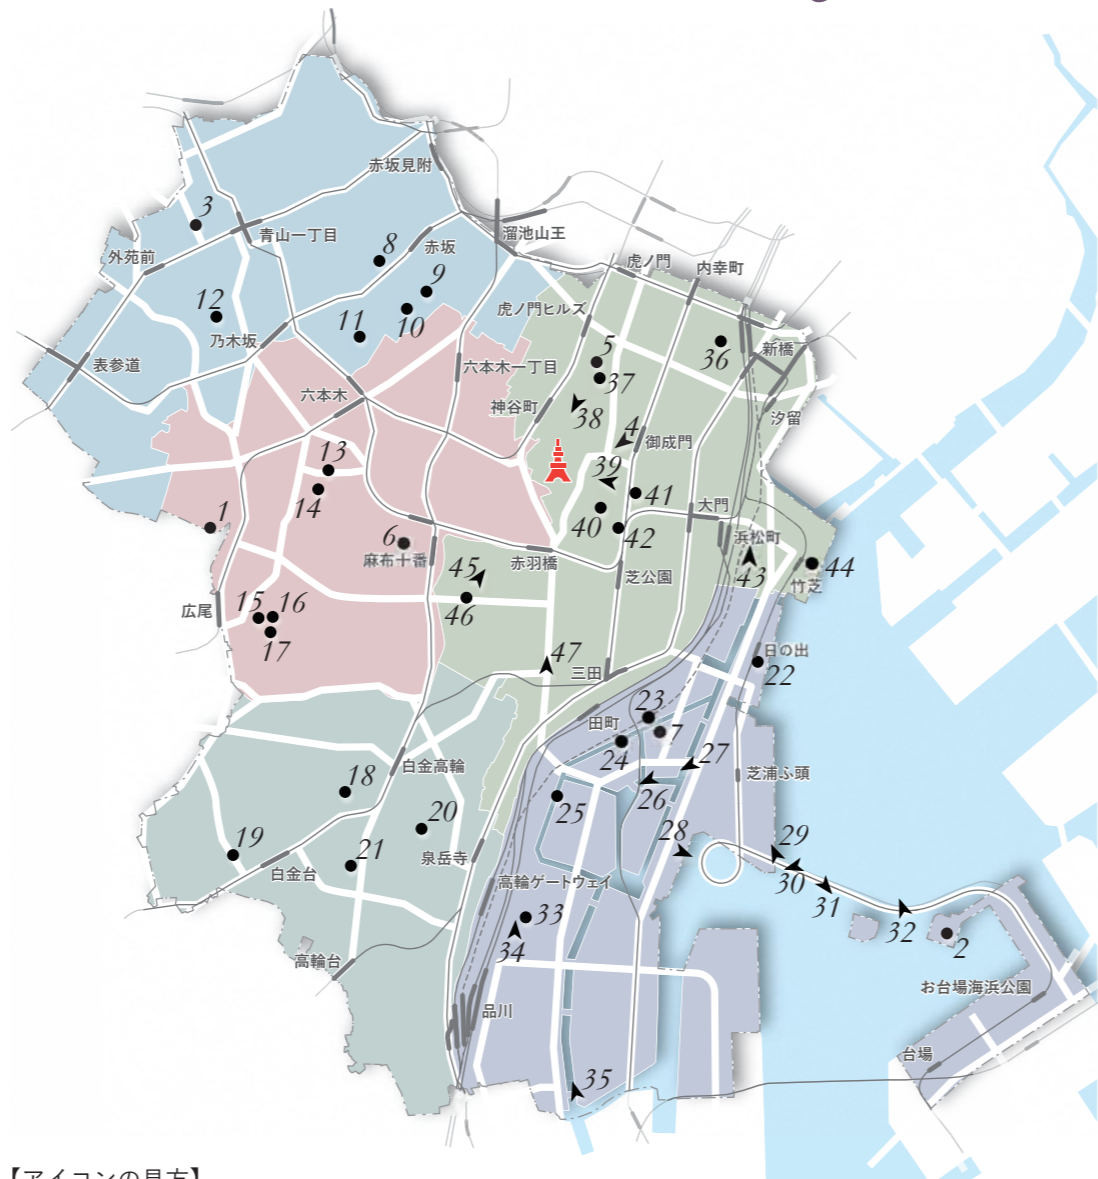 赤坂見附
3
青山一丁目
外苑前
8
赤坂
溜池山王
虎ノ門
内幸町
9
12
乃木坂
11
10
虎ノ門ヒルズ
5
36
新橋
表参道
六本木一丁目
37
六本木
神谷町
38
4
汐留
御成門
13
39
14
41
1
40
42
大門
6
麻布十番
赤羽橋
浜松町
45
芝公園
43
44
竹芝
46
広尾
15
16
17
47
三田
日の出
22
23
田町
7
24
27
白金高輪
芝浦ふ頭
18
26
25
20
28
29
19
21
泉岳寺
白金台
30
高輪ゲートウェイ
31
33
32
2
34
高輪台
お台場海浜公園
品川
台場
35
【アイコンの見方】